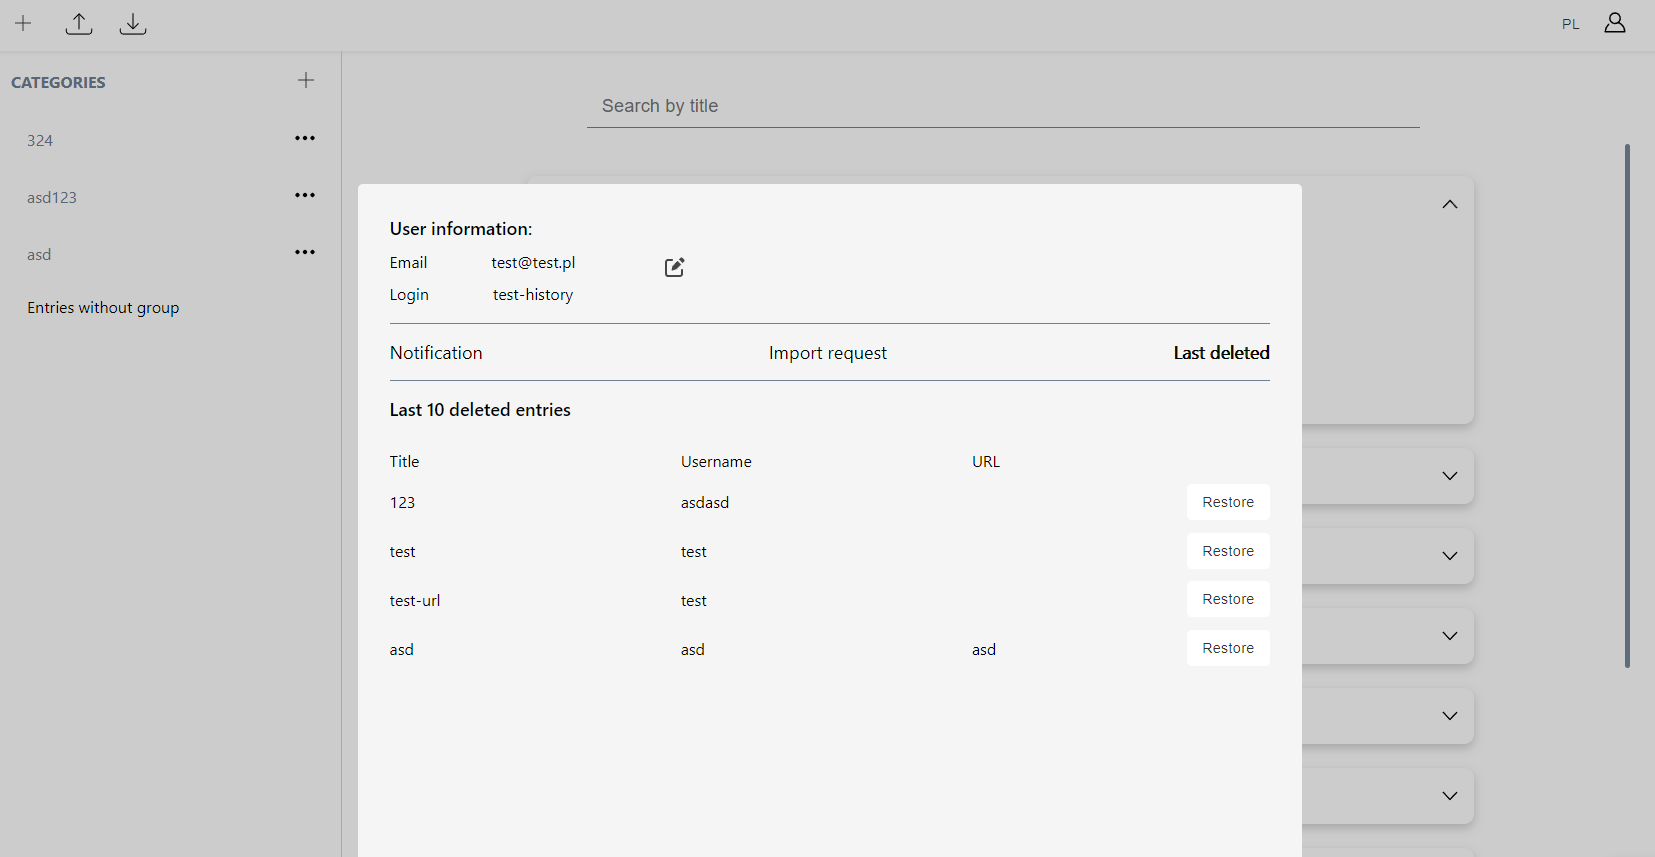 PL
CATEGORIES
Search by title
324
asd123
asd
Entries without group
User information:
Email test@test.pl
Login test-history
Notification Import request Last deleted
Last 10 deleted entries
Title Username URL
123 asdasd Restore
test test Restore
test-url test Restore
asd asd asd Restore